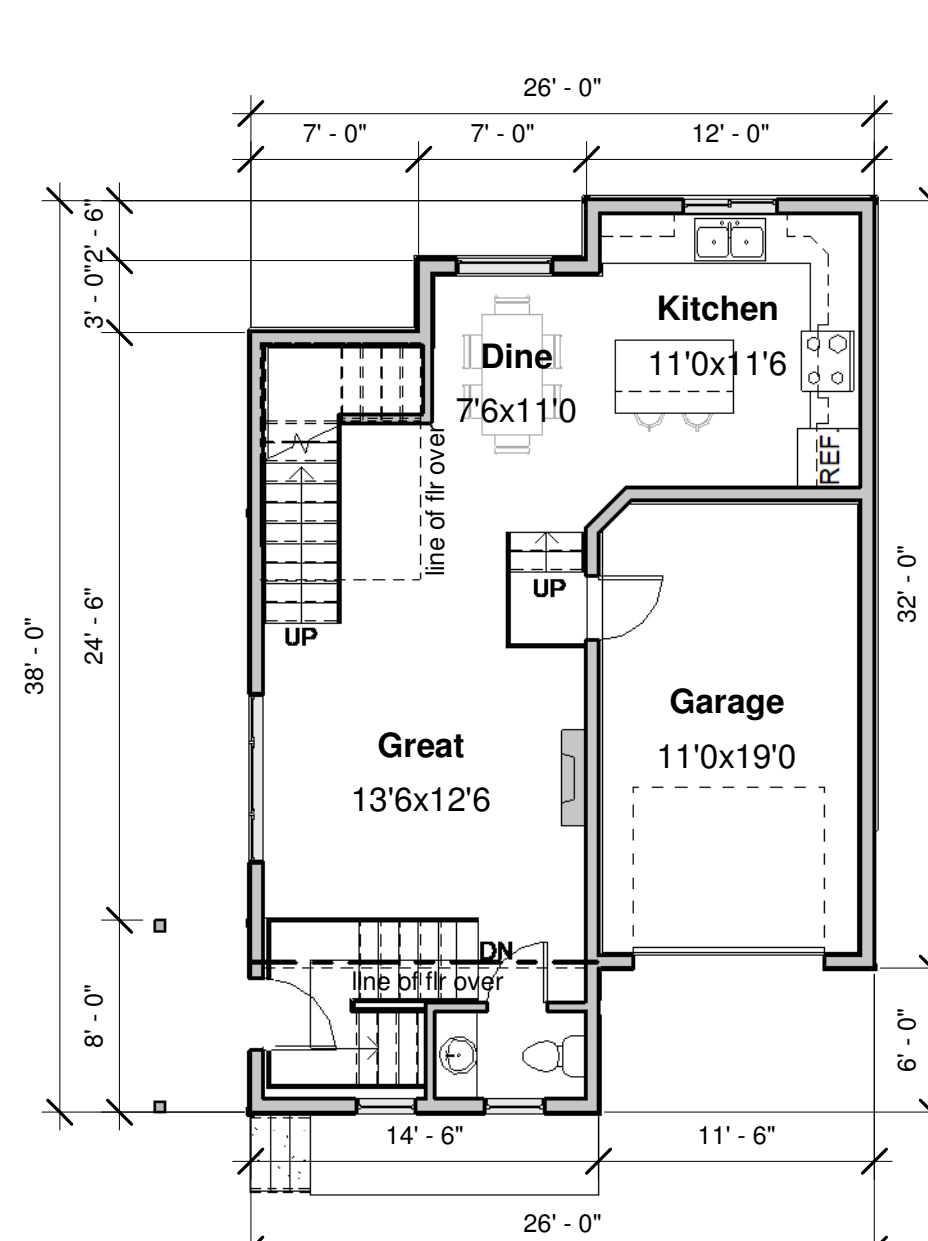 26' - 0"
7' - 0"
7' - 0"
12' - 0"
2' - 6"
3' - 0"
24' - 6"
38' - 0"
8' - 0"
32' - 0"
6' - 0"
Kitchen
11'0x11'6
Dine
7'6x11'0
REF.
line of flr over
UP
UP
Garage
11'0x19'0
Great
13'6x12'6
DN
line of flr over
14' - 6"
11' - 6"
26' - 0"